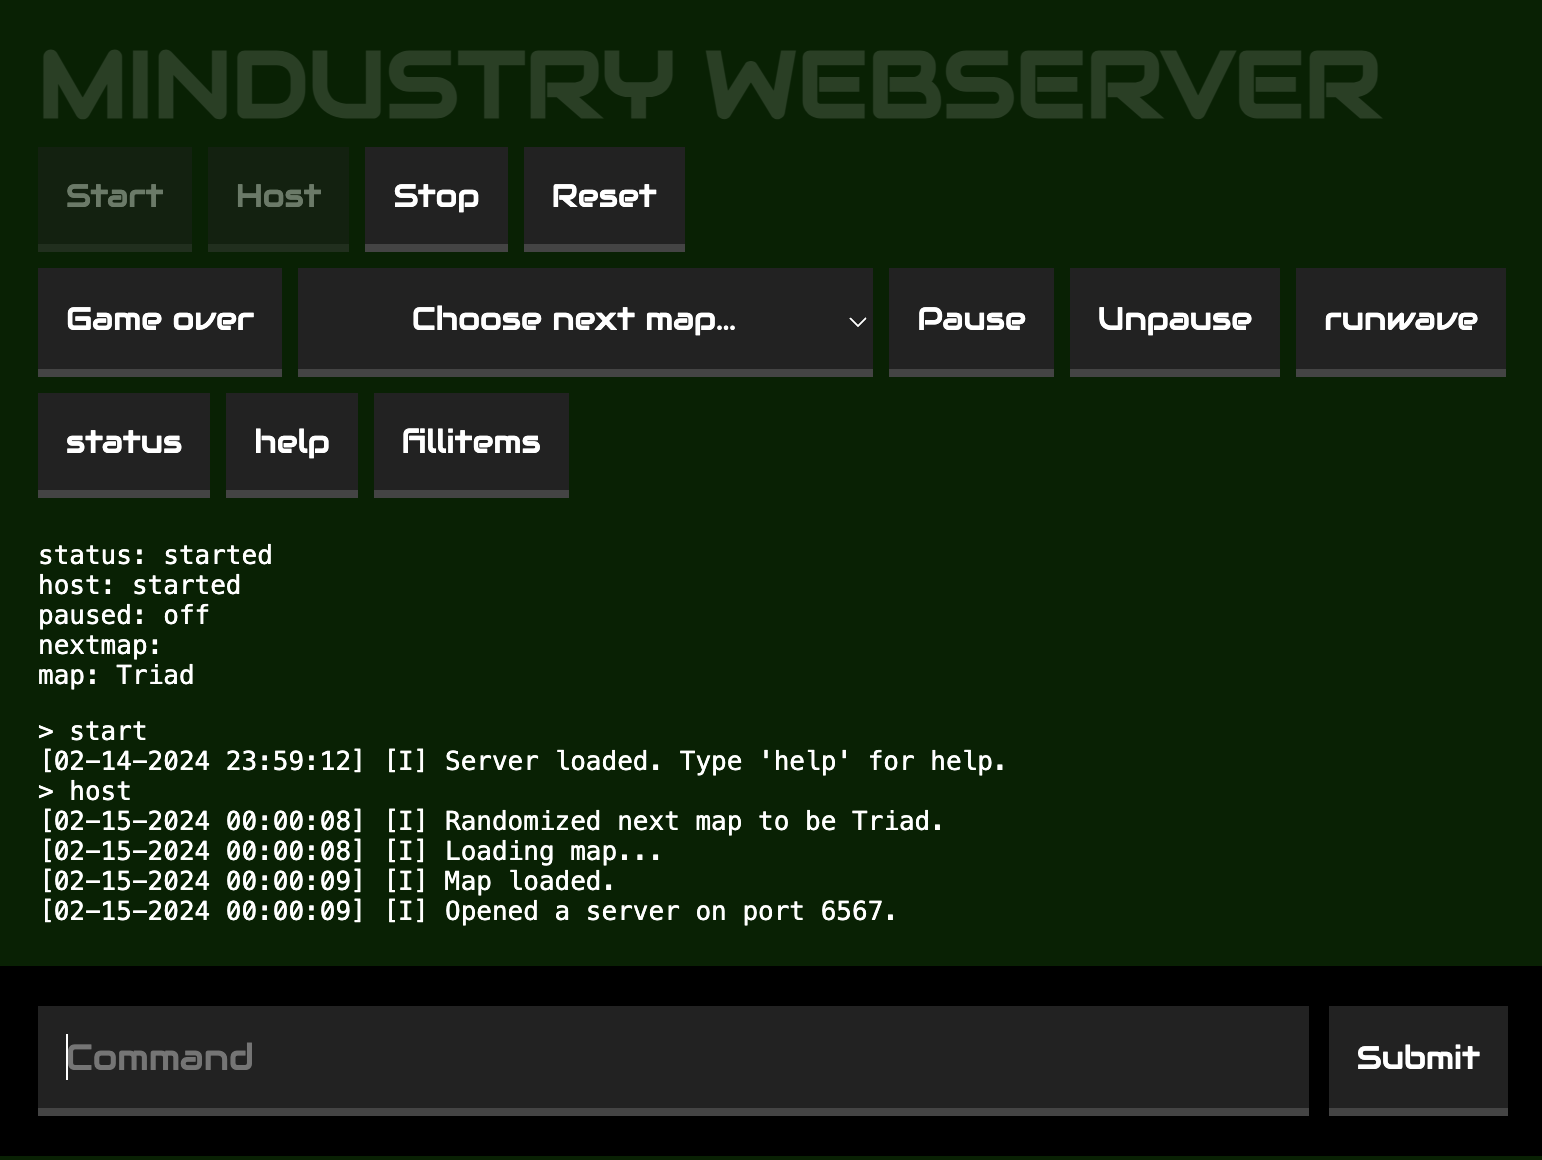 MINDUSTRY WEBSERVER
Start Host Stop Reset
Game over Choose next map... Pause Unpause runwave
status help fillitems
status: started
host: started
paused: off
nextmap:
map: Triad
> start
[02-14-2024 23:59:12] [I] Server loaded. Type 'help' for help.
> host
[02-15-2024 00:00:08] [I] Randomized next map to be Triad.
[02-15-2024 00:00:08] [I] Loading map...
[02-15-2024 00:00:09] [I] Map loaded.
[02-15-2024 00:00:09] [I] Opened a server on port 6567.
Command Submit